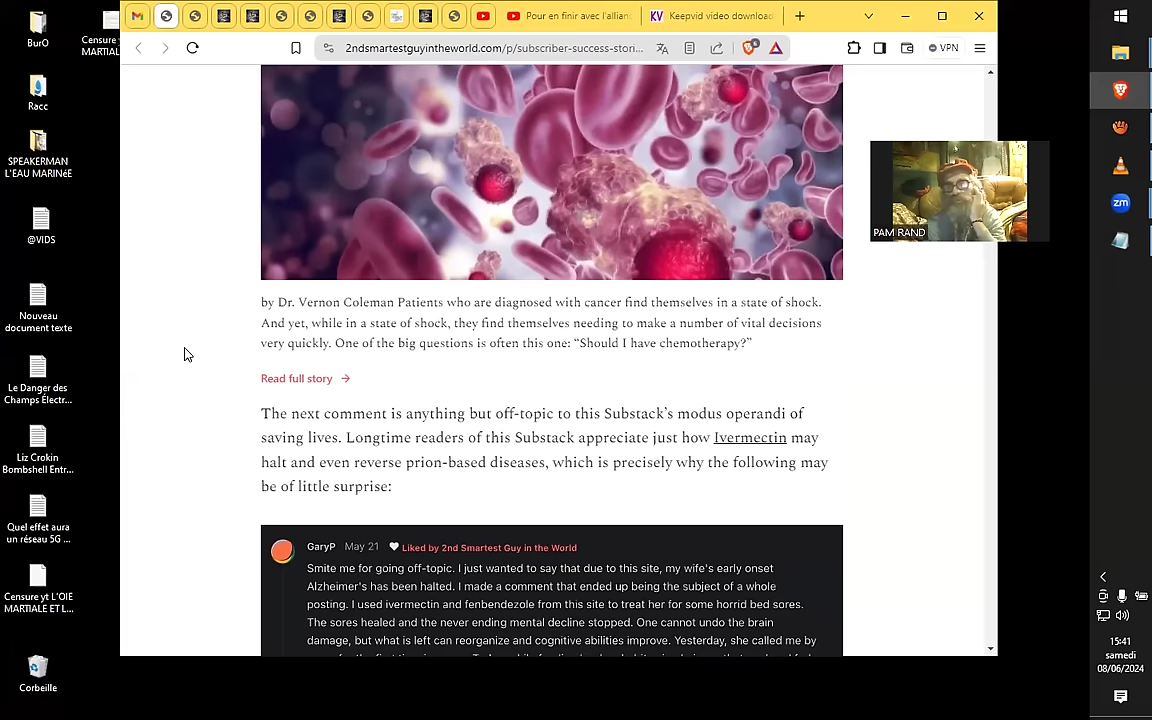 BurO
Censure yt
MARTIALE
Racc
SPEAKERMAN
L'EAU MARINéE
@VIDS
Nouveau
document texte
Le Danger des
Champs Électr...
Liz Crokin
Bombshell Entr...
Quel effet aura
un réseau 5G ...
Censure yt L'OIE
MARTIALE ET L...
Corbeille
Pour en finir avec l'allian
KV Keepvid video download
2ndsmartestguyintheworld.com/p/subscriber-success-stori...
VPN
by Dr. Vernon Coleman Patients who are diagnosed with cancer find themselves in a state of shock.
And yet, while in a state of shock, they find themselves needing to make a number of vital decisions
very quickly. One of the big questions is often this one: “Should I have chemotherapy?”
Read full story →
The next comment is anything but off-topic to this Substack’s modus operandi of
saving lives. Longtime readers of this Substack appreciate just how Ivermectin may
halt and even reverse prion-based diseases, which is precisely why the following may
be of little surprise:
GaryP May 21 Liked by 2nd Smartest Guy in the World
Smite me for going off-topic. I just wanted to say that due to this site, my wife's early onset
Alzheimer's has been halted. I made a comment that ended up being the subject of a whole
posting. I used ivermectin and fenbendezole from this site to treat her for some horrid bed sores.
The sores healed and the never ending mental decline stopped. One cannot undo the brain
damage, but what is left can reorganize and cognitive abilities improve. Yesterday, she called me by
PAM RAND
zm
15:41
samedi
08/06/2024